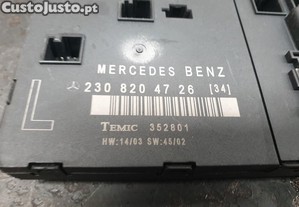 CustoJusto.pt
MERCEDES BENZ
230 820 47 26 [34]
L
TEMIC 352801
HW:14/03 SW:45/02